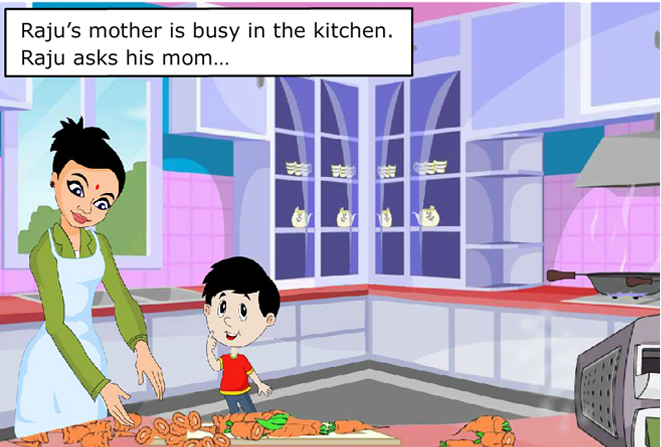 Raju’s mother is busy in the kitchen.
Raju asks his mom…